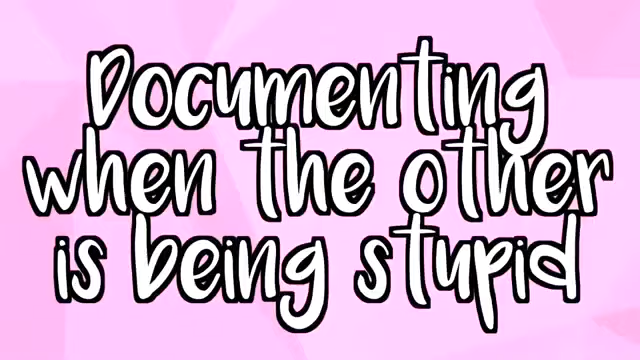 Documenting
when the other
is being stupid